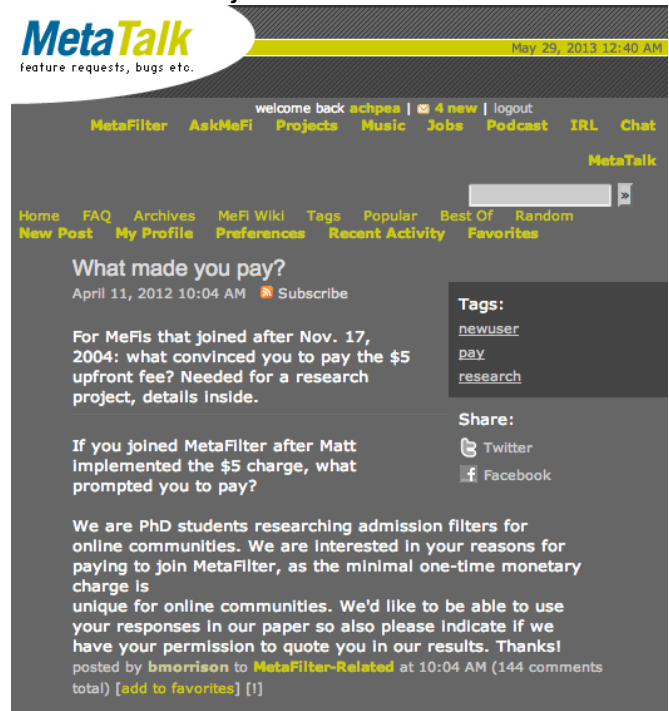 MetaTalk
feature requests, bugs etc.
May 29, 2013 12:40 AM
welcome back achpea | 4 new | logout
MetaFilter AskMeFi Projects Music Jobs Podcast IRL Chat
MetaTalk
»
Home FAQ Archives MeFi Wiki Tags Popular Best Of Random
New Post My Profile Preferences Recent Activity Favorites
What made you pay?
April 11, 2012 10:04 AM Subscribe
For MeFis that joined after Nov. 17,
2004: what convinced you to pay the $5
upfront fee? Needed for a research
project, details inside.
If you joined MetaFilter after Matt
implemented the $5 charge, what
prompted you to pay?
We are PhD students researching admission filters for
online communities. We are interested in your reasons for
paying to join MetaFilter, as the minimal one-time monetary
charge is
unique for online communities. We'd like to be able to use
your responses in our paper so also please indicate if we
have your permission to quote you in our results. Thanks!
posted by bmorrison to MetaFilter-Related at 10:04 AM (144 comments
total) [add to favorites] [!]
Tags:
newuser
pay
research
Share:
Twitter
Facebook